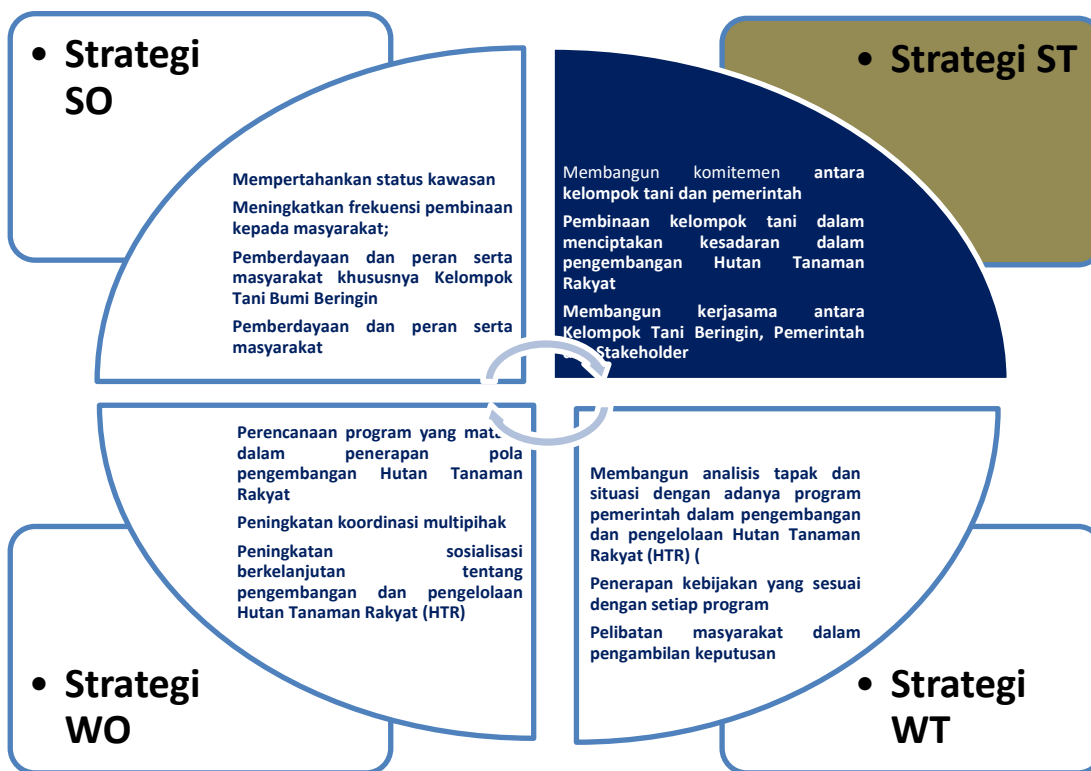 • Strategi
SO
Mempertahankan status kawasan
Meningkatkan frekuensi pembinaan
kepada masyarakat;
Pemberdayaan dan peran serta
masyarakat khususnya Kelompok
Tani Bumi Beringin
Pemberdayaan dan peran serta
masyarakat
• Strategi ST
Membangun komitemen antara
kelompok tani dan pemerintah
Pembinaan kelompok tani dalam
menciptakan kesadaran dalam
pengembangan Hutan Tanaman
Rakyat
Membangun kerjasama antara
Kelompok Tani Beringin, Pemerintah
Stakeholder
Perencanaan program yang
dalam penerapan pola
pengembangan Hutan Tanaman
Rakyat
Peningkatan koordinasi multipihak
Peningkatan sosialisasi
berkelanjutan tentang
pengembangan dan pengelolaan
Hutan Tanaman Rakyat (HTR)
• Strategi
WO
Membangun analisis tapak dan
situasi dengan adanya program
pemerintah dalam pengembangan
dan pengelolaan Hutan Tanaman
Rakyat (HTR) (
Penerapan kebijakan yang sesuai
dengan setiap program
Pelibatan masyarakat dalam
pengambilan keputusan
• Strategi
WT